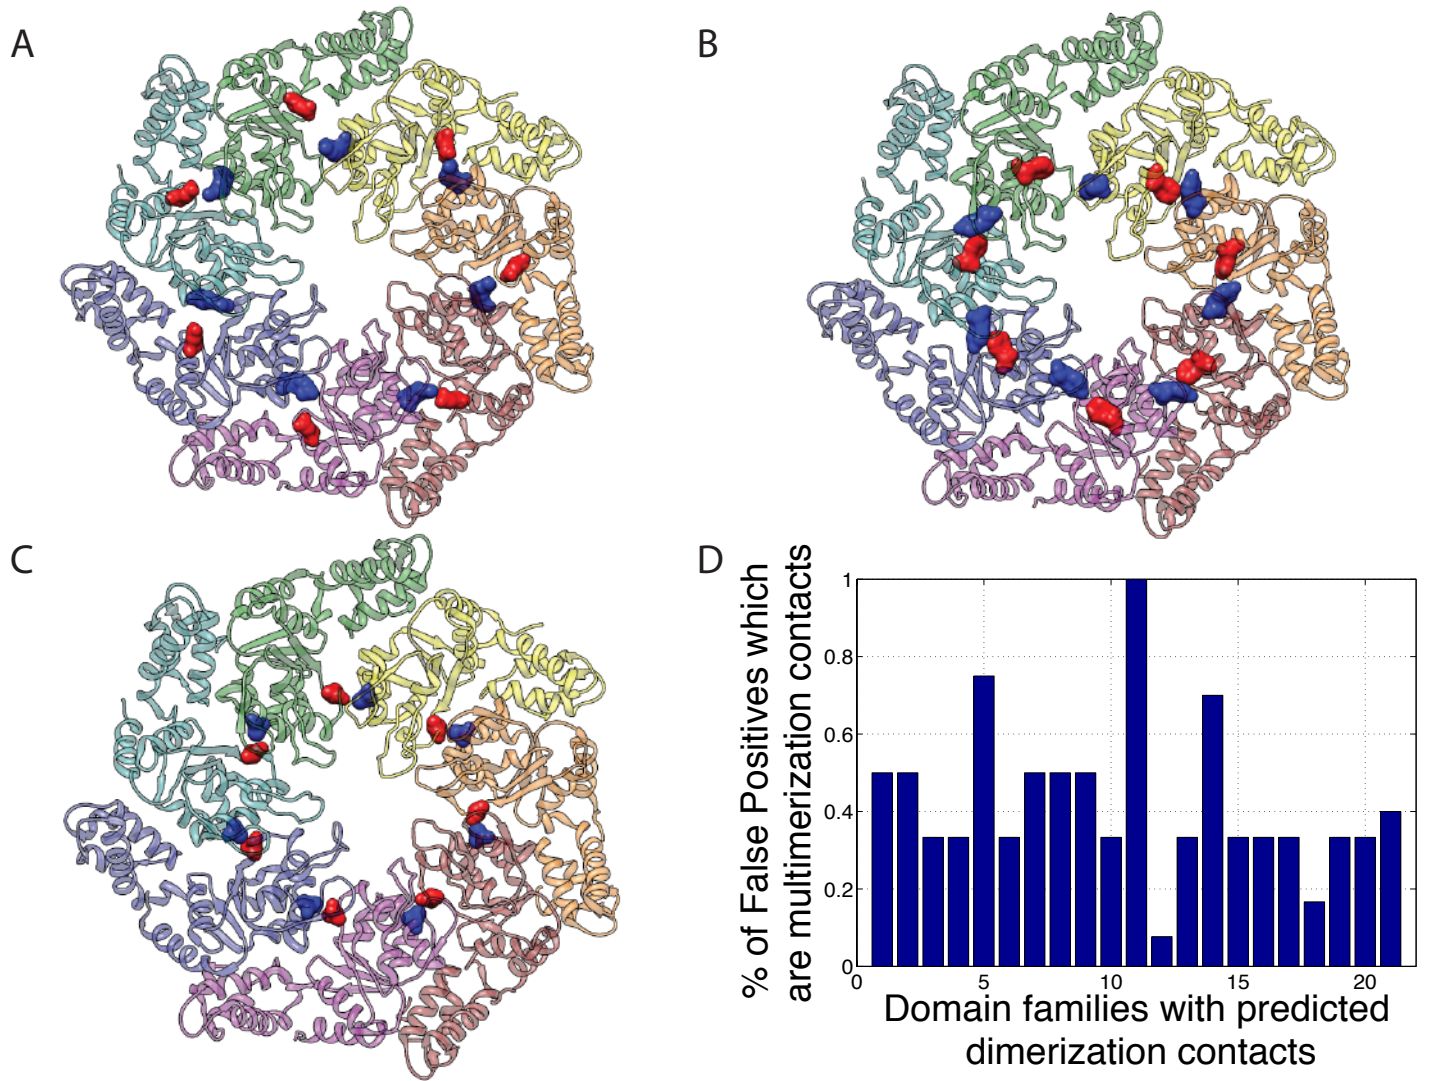 A
B
C
D
% of False Positives which
are multimerization contacts
1
0.8
0.6
0.4
0.2
0
0
5
10
15
20
Domain families with predicted
dimerization contacts